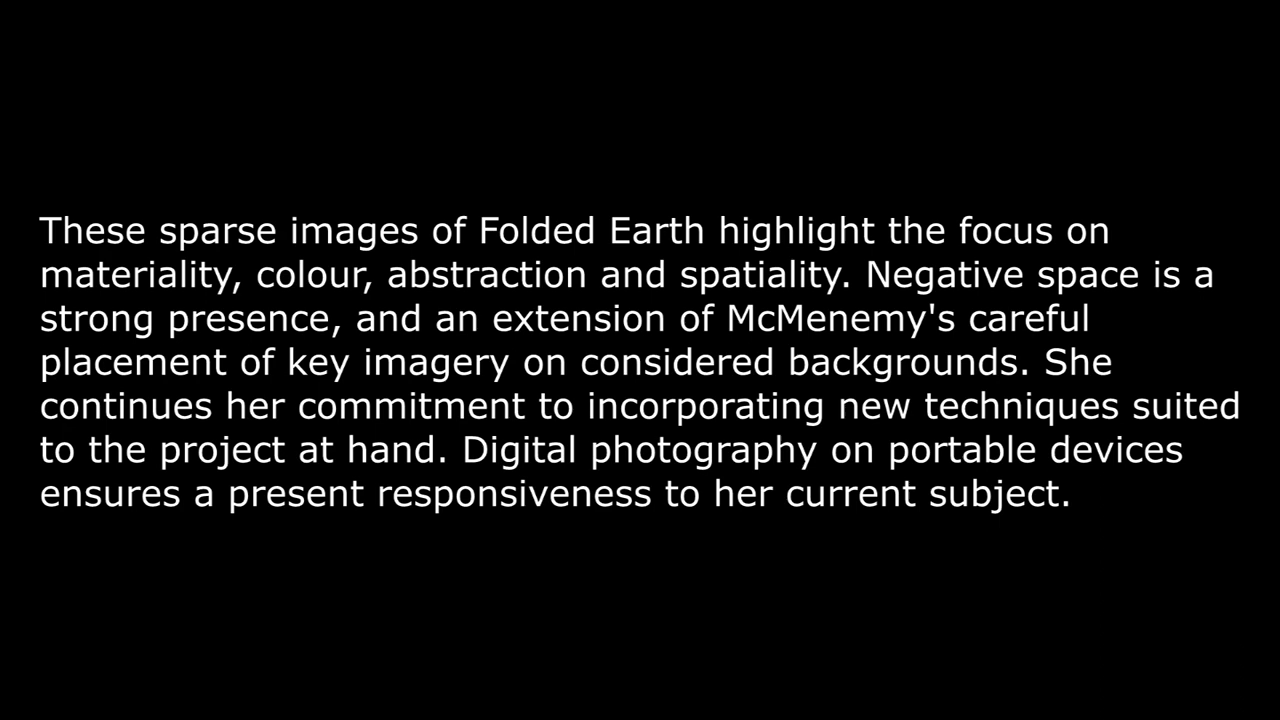 These sparse images of Folded Earth highlight the focus on
materiality, colour, abstraction and spatiality. Negative space is a
strong presence, and an extension of McMenemy's careful
placement of key imagery on considered backgrounds. She
continues her commitment to incorporating new techniques suited
to the project at hand. Digital photography on portable devices
ensures a present responsiveness to her current subject.